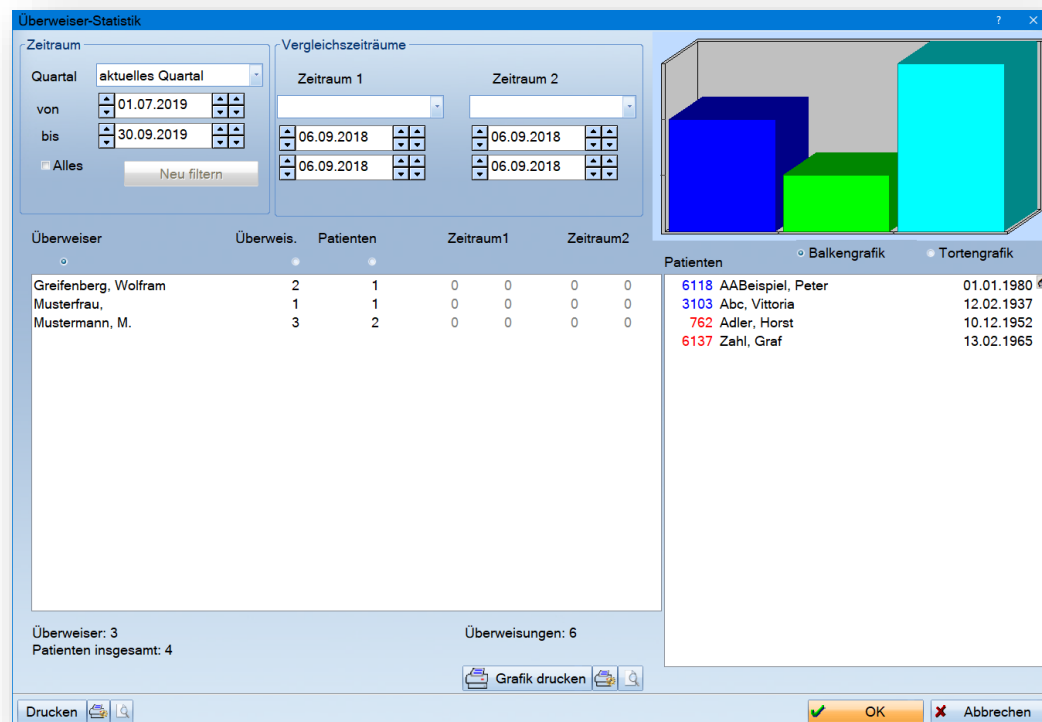 Überweiser-Statistik ?
Zeitraum
Quartal aktuelles Quartal
von 01.07.2019
bis 30.09.2019
Alles Neu filtern
Vergleichszeiträume
Zeitraum 1 Zeitraum 2
06.09.2018 06.09.2018
06.09.2018 06.09.2018
Balkengrafik Tortengrafik
Überweiser Überweis. Patienten Zeitraum1 Zeitraum2
Greifenberg, Wolfram 2 1 0 0 0 0
Musterfrau, 1 1 0 0 0 0
Mustermann, M. 3 2 0 0 0 0
Patienten
6118 AABeispiel, Peter 01.01.1980
3103 Abc, Vittoria 12.02.1937
762 Adler, Horst 10.12.1952
6137 Zahl, Graf 13.02.1965
Überweiser: 3 Überweisungen: 6
Patienten insgesamt: 4
Grafik drucken
Drucken OK Abbrechen